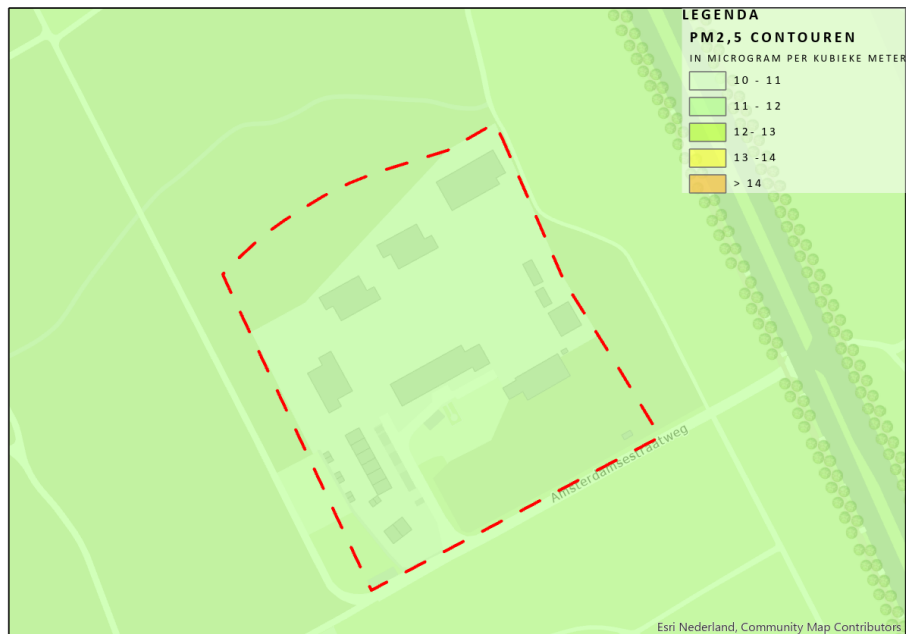 LEGENDA
PM2,5 CONTOUREN
IN MICROGRAM PER KUBIEKE METER
10 - 11
11 - 12
12- 13
13 -14
> 14
Amsterdamsestraatweg
Esri Nederland, Community Map Contributors